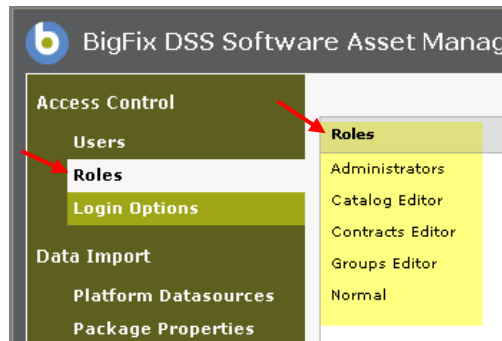 BigFix DSS Software Asset Manag
Access Control
Users
Roles
Login Options
Data Import
Platform Datasources
Package Properties
Roles
Administrators
Catalog Editor
Contracts Editor
Groups Editor
Normal